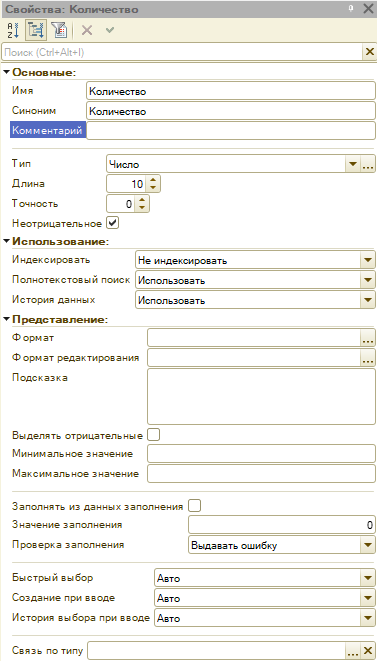 Свойства: Количество
Поиск (Ctrl+Alt+I)
Основные:
Имя Количество
Синоним Количество
Комментарий
Тип Число
Длина 10
Точность 0
Неотрицательное
Использование:
Индексировать Не индексировать
Полнотекстовый поиск Использовать
История данных Использовать
Представление:
Формат
Формат редактирования
Подсказка
Выделять отрицательные
Минимальное значение
Максимальное значение
Заполнять из данных заполнения
Значение заполнения 0
Проверка заполнения Выдавать ошибку
Быстрый выбор Авто
Создание при вводе Авто
История выбора при вводе Авто
Связь по типу